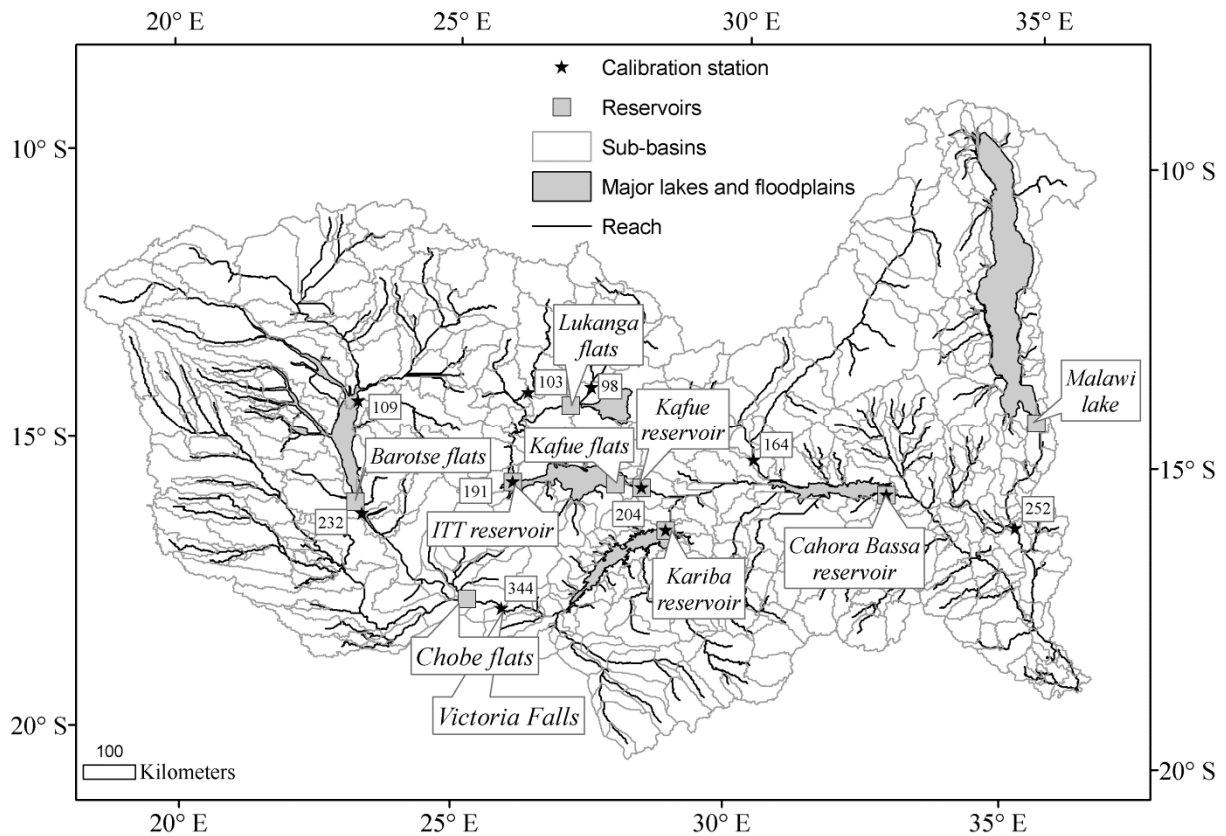 20° E
25° E
30° E
35° E
Calibration station
Reservoirs
Sub-basins
Major lakes and floodplains
Reach
10° S
10° S
15° S
15° S
20° S
20° S
Lukanga
flats
103
98
Kafue
reservoir
Malawi
lake
109
Barotse flats
Kafue flats
164
191
232
ITT reservoir
204
252
Cahora Bassa
reservoir
Kariba
reservoir
344
Chobe flats
Victoria Falls
100
Kilometers
20° E
25° E
30° E
35° E